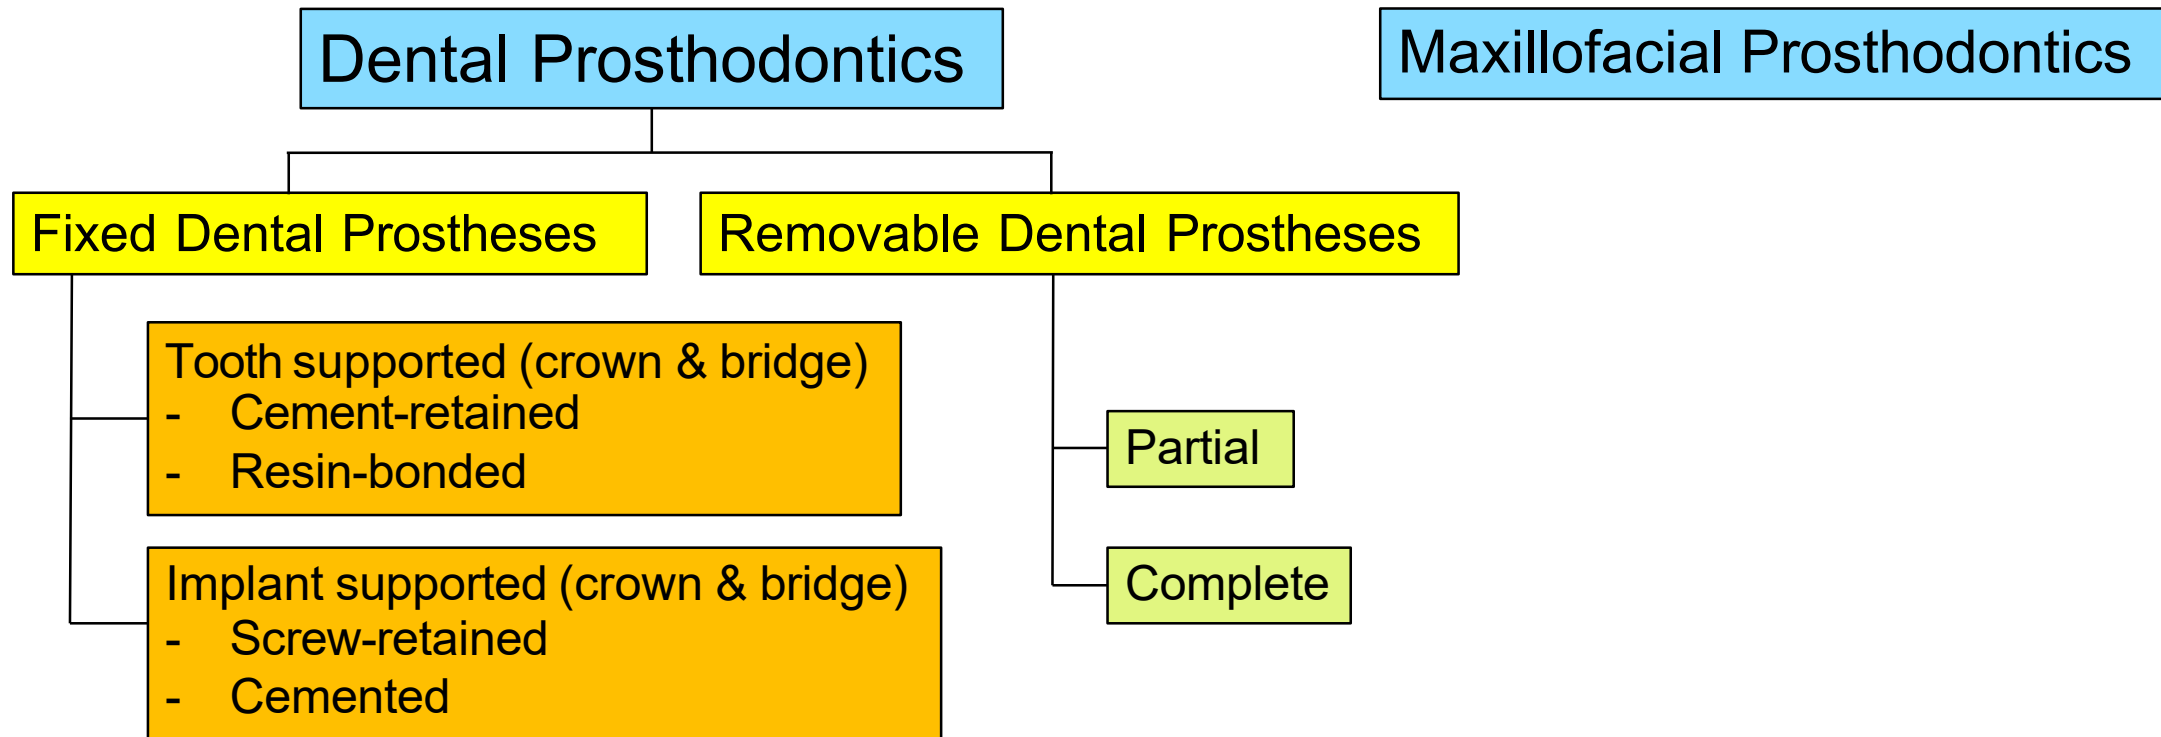 Dental Prosthodontics
Maxillofacial Prosthodontics
Fixed Dental Prostheses
Removable Dental Prostheses
Tooth supported (crown & bridge)
- Cement-retained
- Resin-bonded
Implant supported (crown & bridge)
- Screw-retained
- Cemented
Partial
Complete